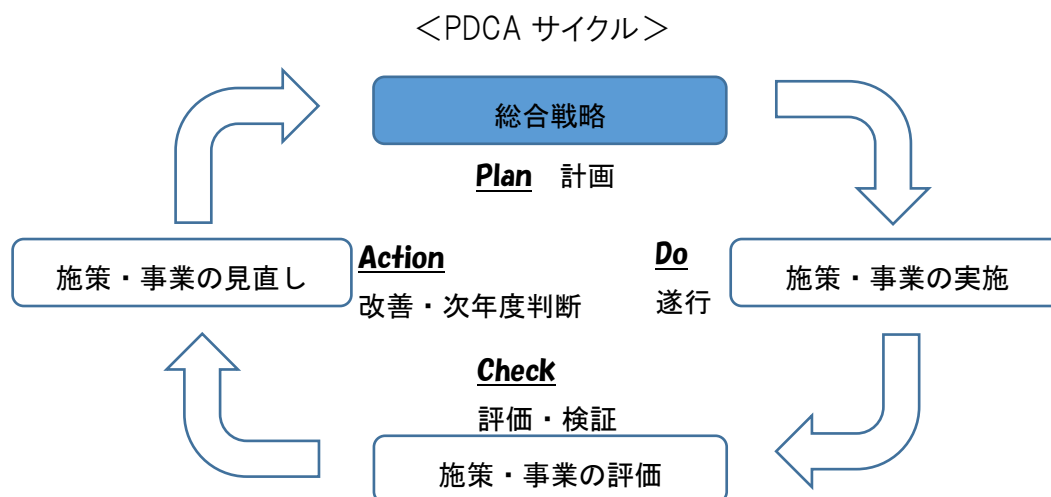 ＜PDCA サイクル＞
総合戦略
Plan　計画
施策・事業の見直し
Action
改善・次年度判断
Do
遂行
施策・事業の実施
Check
評価・検証
施策・事業の評価